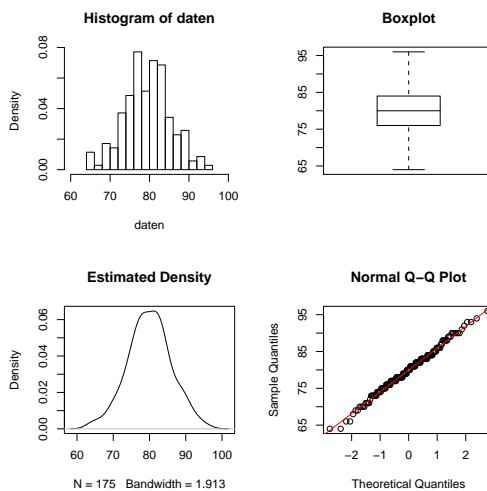 Histogram of daten
Density
0.00 0.04 0.08
60 70 80 90 100
daten
Boxplot
65 75 85 95
Estimated Density
Density
0.00 0.02 0.04 0.06
60 70 80 90 100
N = 175 Bandwidth = 1.913
Normal Q−Q Plot
Sample Quantiles
65 75 85 95
−2 −1 0 1 2
Theoretical Quantiles